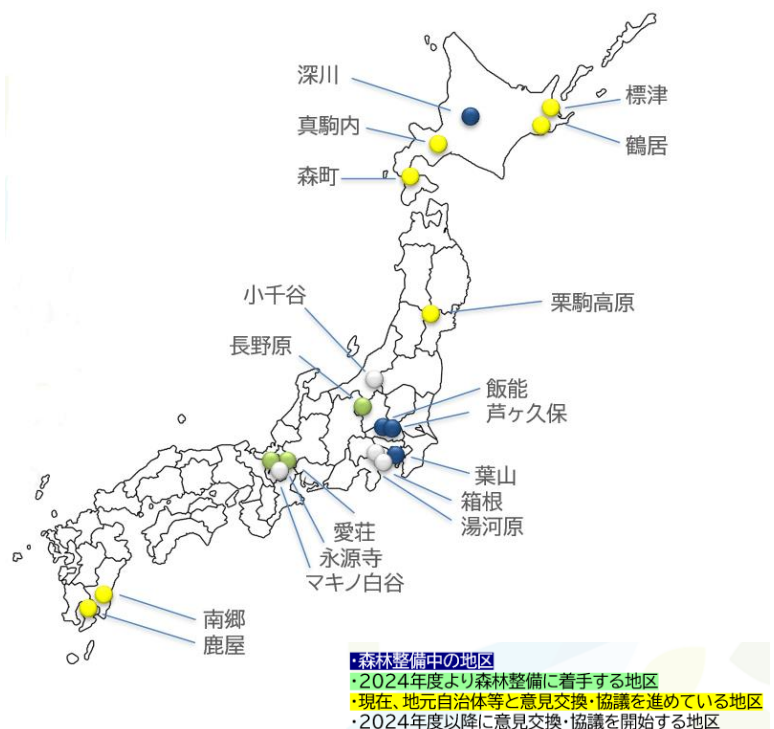 深川
標津
真駒内
鶴居
森町
小千谷
栗駒高原
長野原
飯能
芦ヶ久保
葉山
箱根
湯河原
愛荘
永源寺
マキノ白谷
南郷
鹿屋
・森林整備中の地区
・2024年度より森林整備に着手する地区
・現在、地元自治体等と意見交換・協議を進めている地区
・2024年度以降に意見交換・協議を開始する地区